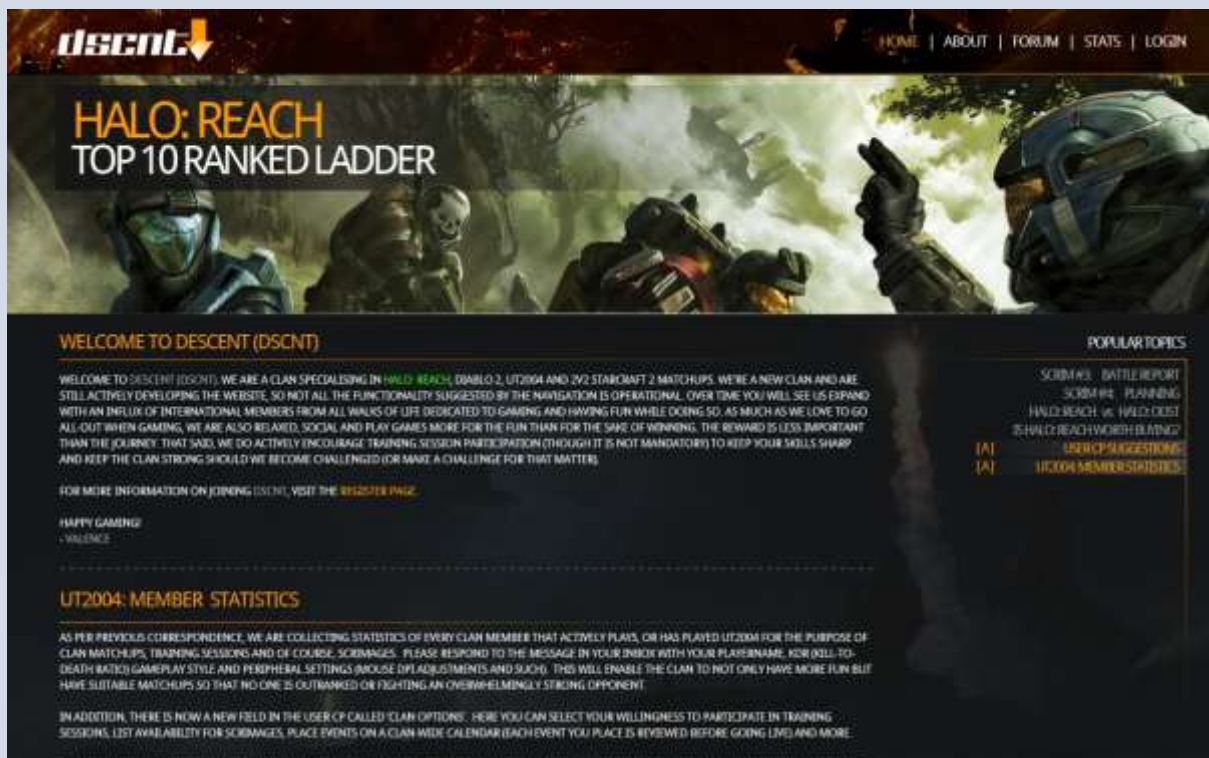 dscnt
HOME | ABOUT | FORUM | STATS | LOGIN
HALO: REACH
TOP 10 RANKED LADDER
WELCOME TO DESCENT (DSCNT)
WELCOME TO DESCENT (DSCNT). WE ARE A CLAN SPECIALISING IN HALO: REACH, DIABLO 2, UT2004 AND 2V2 STARCRAFT 2 MATCHUPS. WE'RE A NEW CLAN AND ARE
STILL ACTIVELY DEVELOPING THE WEBSITE, SO NOT ALL THE FUNCTIONALITY SUGGESTED BY THE NAVIGATION IS OPERATIONAL. OVER TIME YOU WILL SEE US EXPAND
WITH AN INFLUX OF INTERNATIONAL MEMBERS FROM ALL WALKS OF LIFE DEDICATED TO GAMING AND HAVING FUN WHILE DOING SO. AS MUCH AS WE LOVE TO GO
ALL-OUT WHEN GAMING, WE ARE ALSO RELAXED, SOCIAL AND PLAY GAMES MORE FOR THE FUN THAN FOR THE SAKE OF WINNING. THE REWARD IS LESS IMPORTANT
THAN THE JOURNEY. THAT SAID, WE DO ACTIVELY ENCOURAGE TRAINING SESSION PARTICIPATION (THOUGH IT IS NOT MANDATORY) TO KEEP YOUR SKILLS SHARP
AND KEEP THE CLAN STRONG SHOULD WE BECOME CHALLENGED (OR MAKE A CHALLENGE FOR THAT MATTER).
FOR MORE INFORMATION ON JOINING DSCNT, VISIT THE REGISTER PAGE.
HAPPY GAMING!
- VALENCE
UT2004: MEMBER STATISTICS
AS PER PREVIOUS CORRESPONDENCE, WE ARE COLLECTING STATISTICS OF EVERY CLAN MEMBER THAT ACTIVELY PLAYS, OR HAS PLAYED UT2004 FOR THE PURPOSE OF
CLAN MATCHUPS, TRAINING SESSIONS AND OF COURSE, SCRIMAGES. PLEASE RESPOND TO THE MESSAGE IN YOUR INBOX WITH YOUR PLAYERNAME, KDR (KILL-TO-
DEATH RATIO) GAMEPLAY STYLE AND PERIPHERAL SETTINGS (MOUSE DPI ADJUSTMENTS AND SUCH). THIS WILL ENABLE THE CLAN TO NOT ONLY HAVE MORE FUN BUT
HAVE SUITABLE MATCHUPS SO THAT NO ONE IS OUTRANKED OR FIGHTING AN OVERWHELMINGLY STRONG OPPONENT.
IN ADDITION, THERE IS NOW A NEW FIELD IN THE USER CP CALLED 'CLAN OPTIONS'. HERE YOU CAN SELECT YOUR WILLINGNESS TO PARTICIPATE IN TRAINING
SESSIONS, LIST AVAILABILITY FOR SCRIMAGES, PLACE EVENTS ON A CLAN-WIDE CALENDAR (EACH EVENT YOU PLACE IS REVIEWED BEFORE GOING LIVE) AND MORE.
POPULAR TOPICS
SCRIM #3: BATTLE REPORT
SCRIM #4: PLANNING
HALO: REACH vs. HALO: ODST
IS HALO: REACH WORTH BUYING?
[A] USER CP SUGGESTIONS
[A] UT2004: MEMBER STATISTICS